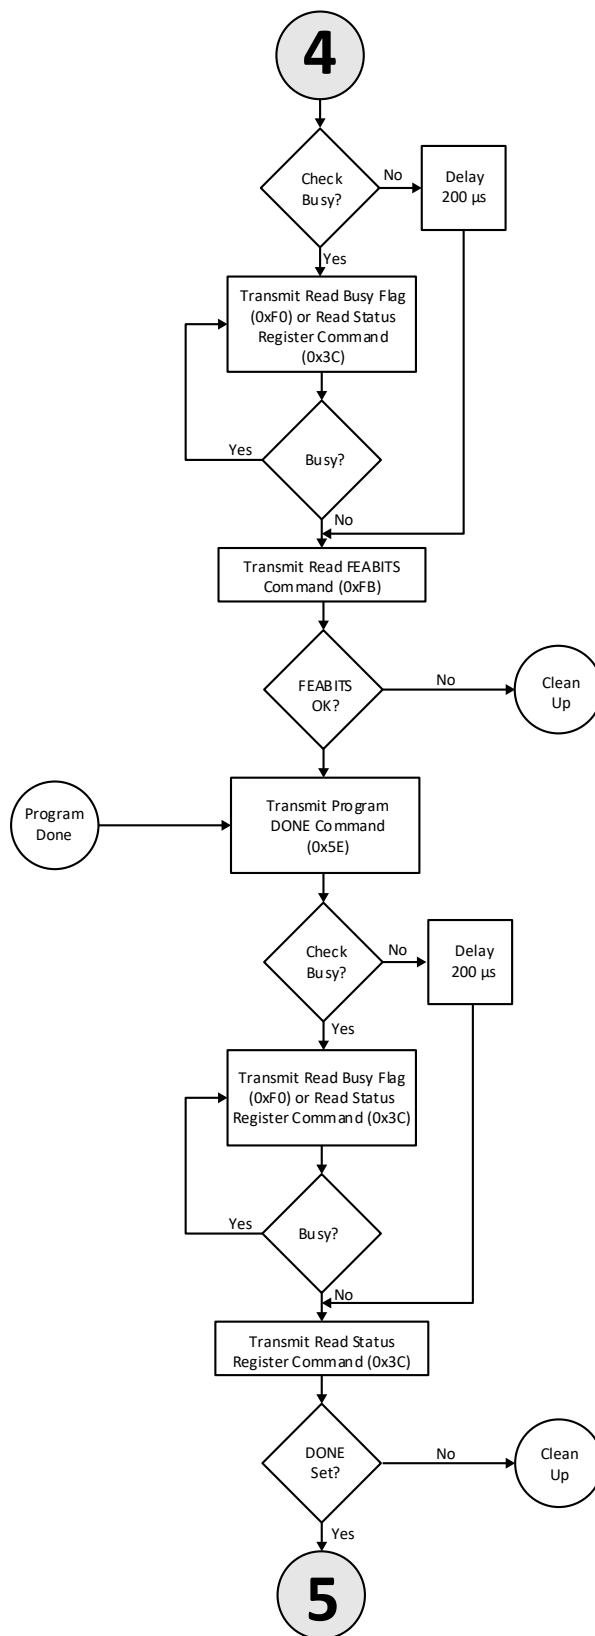 4
Check
Busy?
No
Delay
200 µs
Yes
Transmit Read Busy Flag
(0xF0) or Read Status
Register Command
(0x3C)
Yes
Busy?
No
Transmit Read FEABITS
Command (0xFB)
FEABITS
OK?
No
Clean
Up
Program
Done
Transmit Program
DONE Command
(0x5E)
Check
Busy?
No
Delay
200 µs
Yes
Transmit Read Busy Flag
(0xF0) or Read Status
Register Command (0x3C)
Yes
Busy?
No
Transmit Read Status
Register Command (0x3C)
DONE
Set?
No
Clean
Up
Yes
5